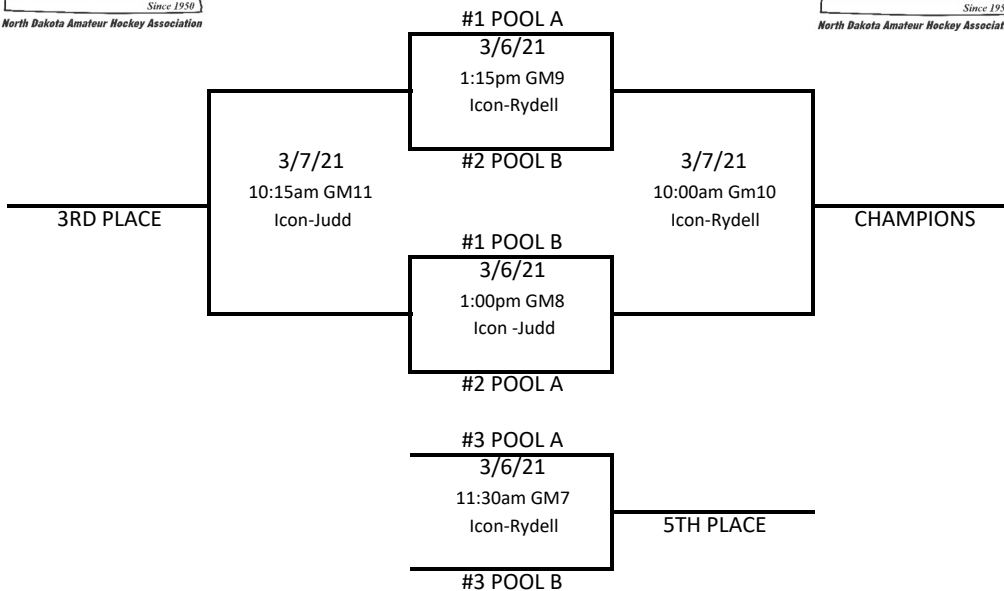 Since 1950
North Dakota Amateur Hockey Association
Since 195
North Dakota Amateur Hockey Associat
#1 POOL A
3/6/21
1:15pm GM9
Icon-Rydell
#2 POOL B
3/7/21
10:15am GM11
Icon-Judd
3/7/21
10:00am Gm10
Icon-Rydell
3RD PLACE
CHAMPIONS
#1 POOL B
3/6/21
1:00pm GM8
Icon -Judd
#2 POOL A
#3 POOL A
3/6/21
11:30am GM7
Icon-Rydell
5TH PLACE
#3 POOL B